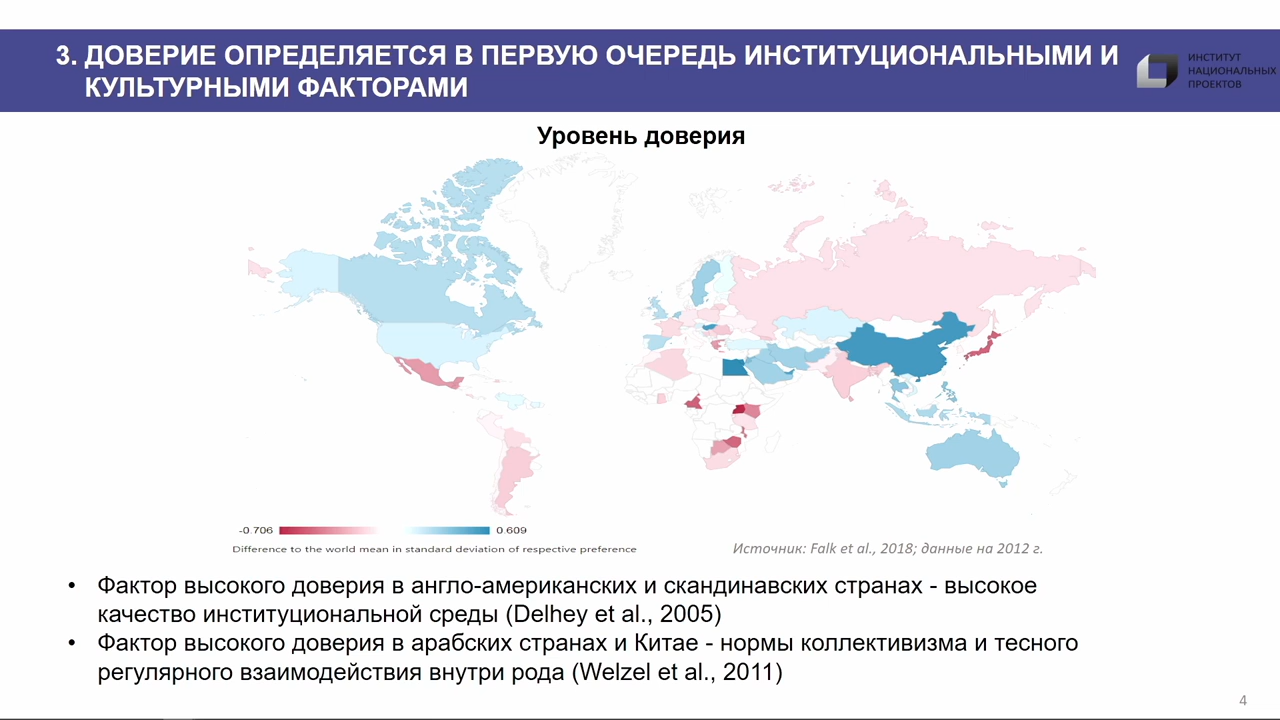 3. ДОВЕРИЕ ОПРЕДЕЛЯЕТСЯ В ПЕРВУЮ ОЧЕРЕДЬ ИНСТИТУЦИОНАЛЬНЫМИ И
КУЛЬТУРНЫМИ ФАКТОРАМИ
ИНСТИТУТ
НАЦИОНАЛЬНЫХ
ПРОЕКТОВ
Уровень доверия
-0.706 0.609
Difference to the world mean in standard deviation of respective preference
Источник: Falk et al., 2018; данные на 2012 г.
• Фактор высокого доверия в англо-американских и скандинавских странах - высокое
качество институциональной среды (Delhey et al., 2005)
• Фактор высокого доверия в арабских странах и Китае - нормы коллективизма и тесного
регулярного взаимодействия внутри рода (Welzel et al., 2011)
4